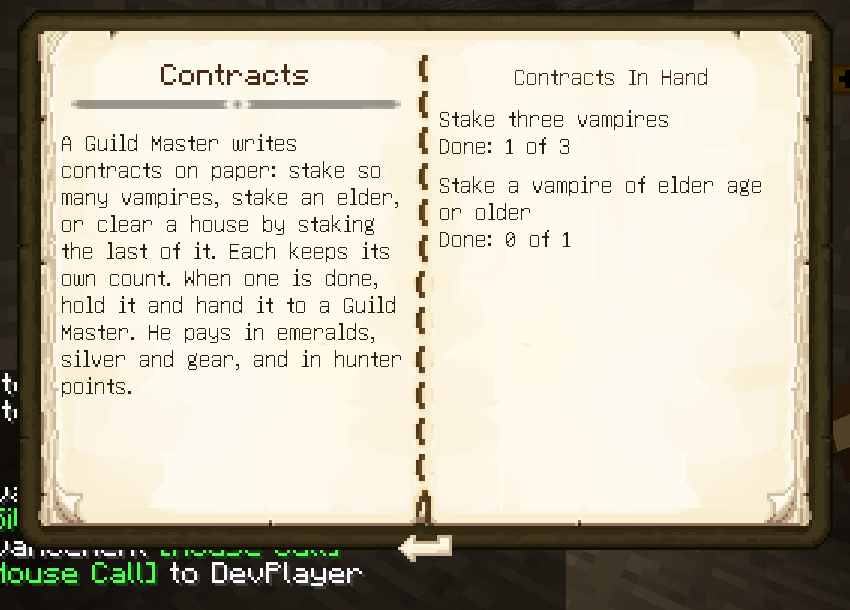 Contracts
A Guild Master writes
contracts on paper: stake so
many vampires, stake an elder,
or clear a house by staking
the last of it. Each keeps its
own count. When one is done,
hold it and hand it to a Guild
Master. He pays in emeralds,
silver and gear, and in hunter
points.
Contracts In Hand
Stake three vampires
Done: 1 of 3
Stake a vampire of elder age
or older
Done: 0 of 1
[House Call]
House Call] to DevPlayer